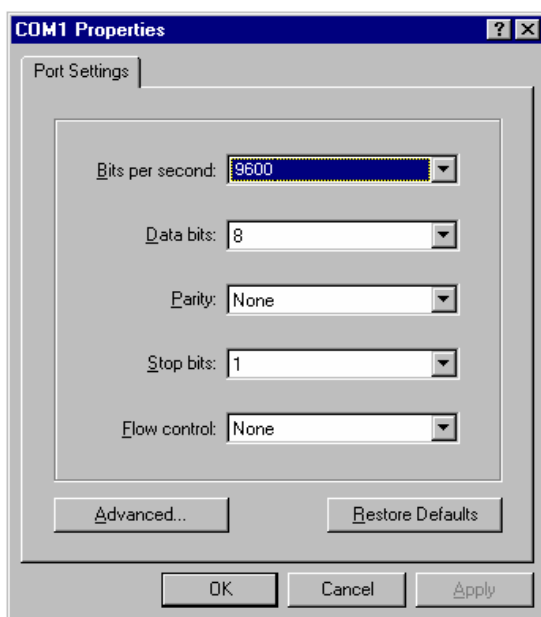 COM1 Properties
Port Settings
Bits per second: 9600
Data bits: 8
Parity: None
Stop bits: 1
Flow control: None
Advanced... Restore Defaults
OK Cancel Apply